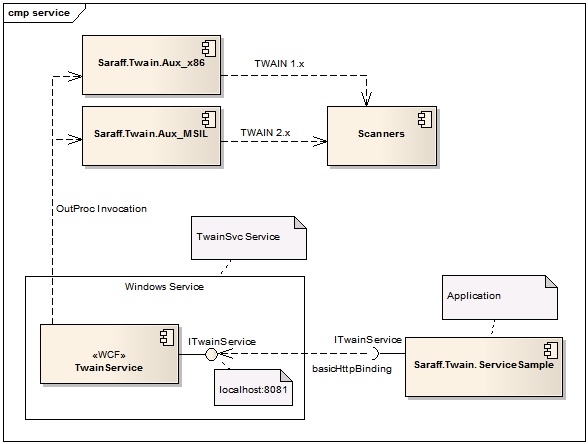 cmp service
Saraff.Twain.Aux_x86
TWAIN 1.x
Saraff.Twain.Aux_MSIL
TWAIN 2.x
Scanners
OutProc Invocation
TwainSvc Service
Windows Service
Application
«WCF»
TwainService
ITwainService
ITwainService
basicHttpBinding
Saraff.Twain. ServiceSample
localhost:8081